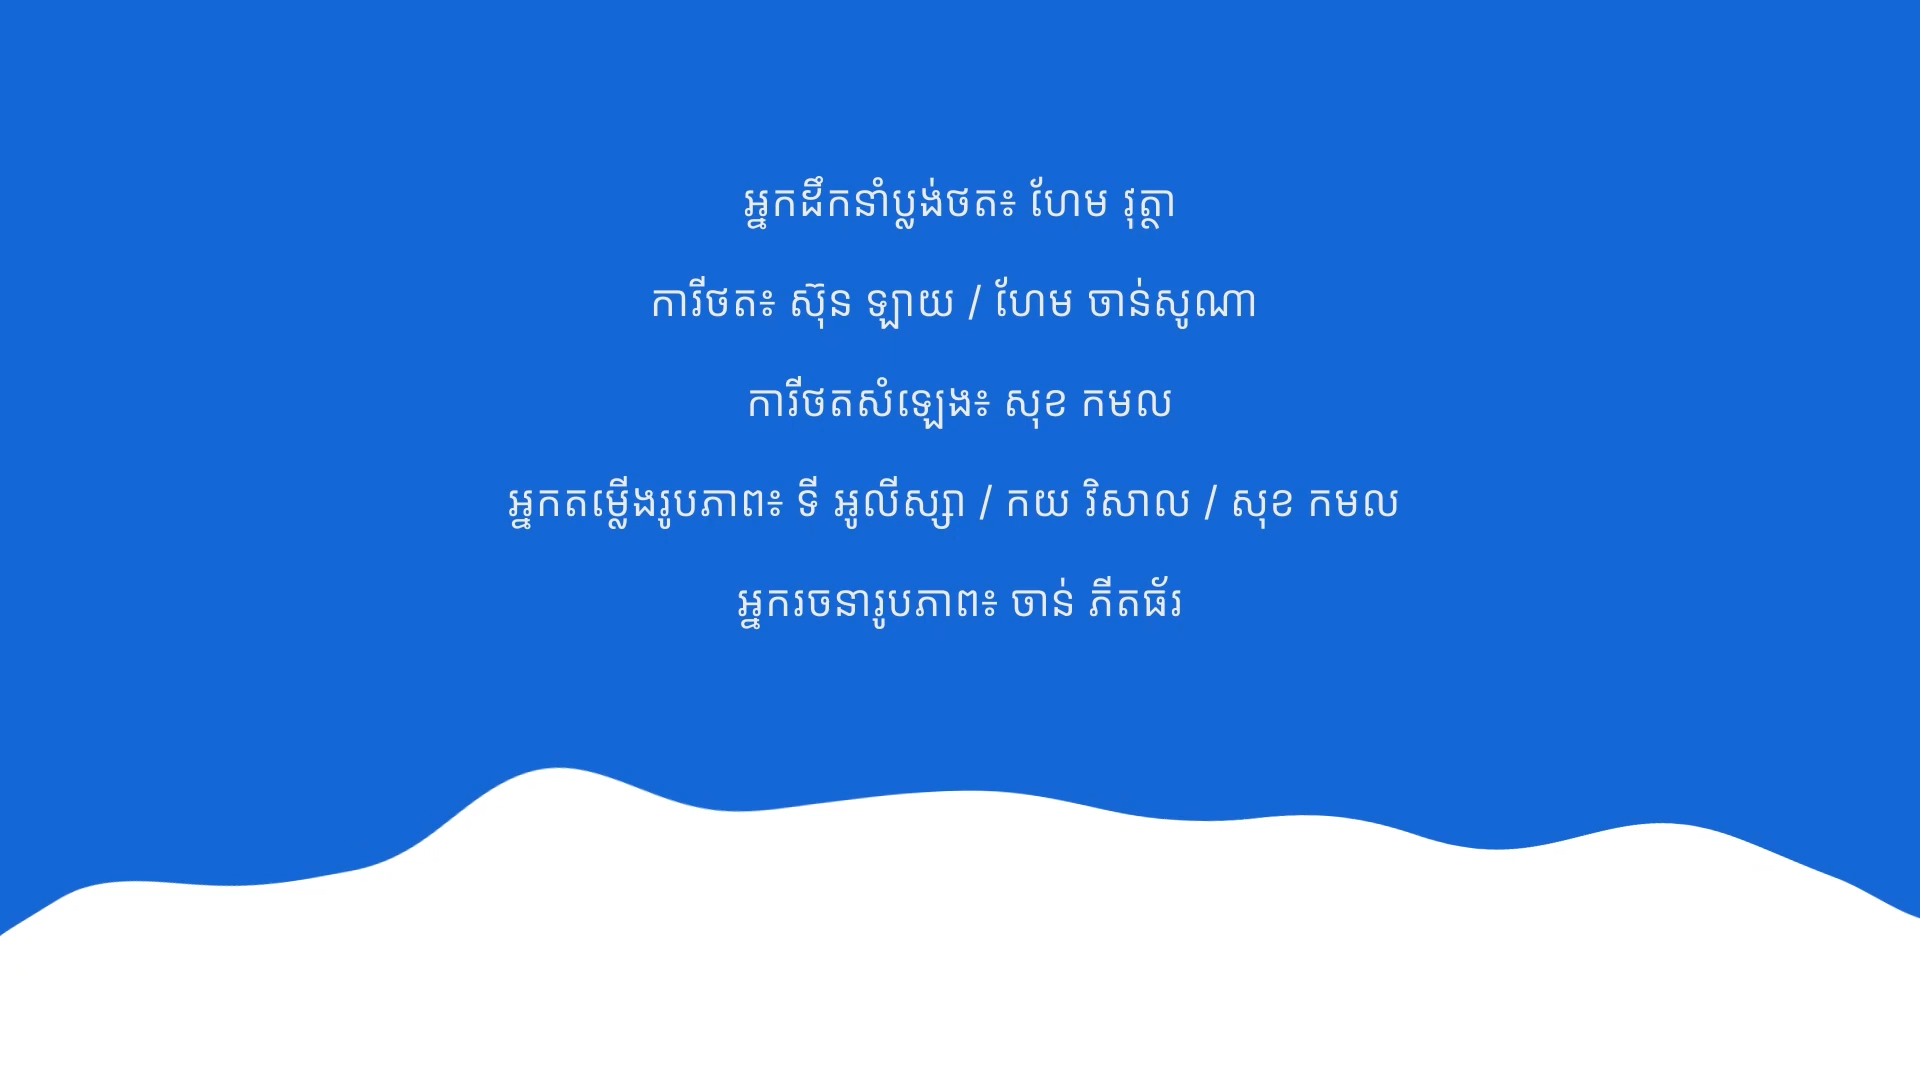 អ្នកដឹកនាំប្លង់ថត៖ ហែម វុត្ថា
ការីថត៖ ស៊ុន ឡាយ / ហែម ចាន់សូណា
ការីថតសំឡេង៖ សុខ កមល
អ្នកតម្លើងរូបភាព៖ ទី អូលីស្សា / កយ វិសាល / សុខ កមល
អ្នករចនារូបភាព៖ ចាន់ ភីតធ័រ